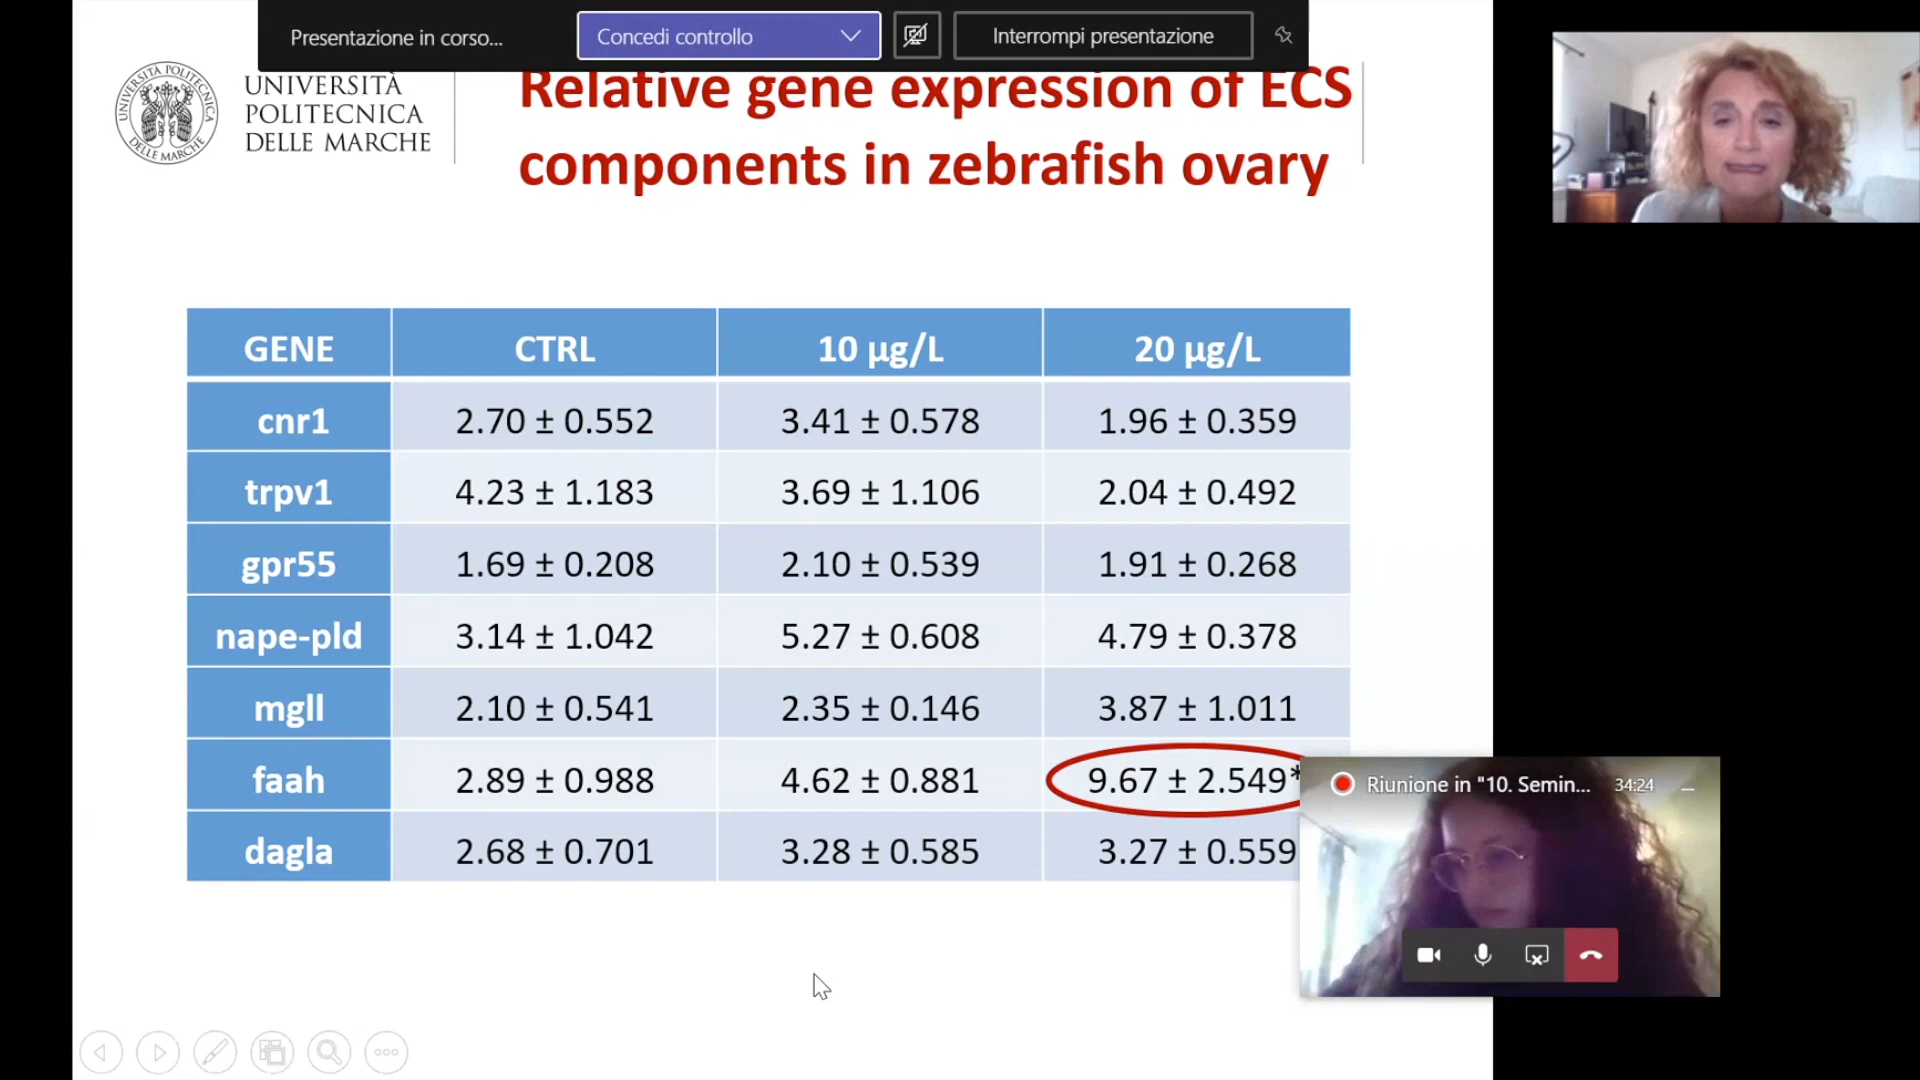 Presentazione in corso...
Concedi controllo
Interrompi presentazione
UNIVERSITÀ POLITECNICA DELLE MARCHE
UNIVERSITÀ
POLITECNICA
DELLE MARCHE
Relative gene expression of ECS
components in zebrafish ovary
GENE CTRL 10 µg/L 20 µg/L
cnr1 2.70 ± 0.552 3.41 ± 0.578 1.96 ± 0.359
trpv1 4.23 ± 1.183 3.69 ± 1.106 2.04 ± 0.492
gpr55 1.69 ± 0.208 2.10 ± 0.539 1.91 ± 0.268
nape-pld 3.14 ± 1.042 5.27 ± 0.608 4.79 ± 0.378
mgll 2.10 ± 0.541 2.35 ± 0.146 3.87 ± 1.011
faah 2.89 ± 0.988 4.62 ± 0.881 9.67 ± 2.549*
dagla 2.68 ± 0.701 3.28 ± 0.585 3.27 ± 0.559
Riunione in "10. Semin... 34:24